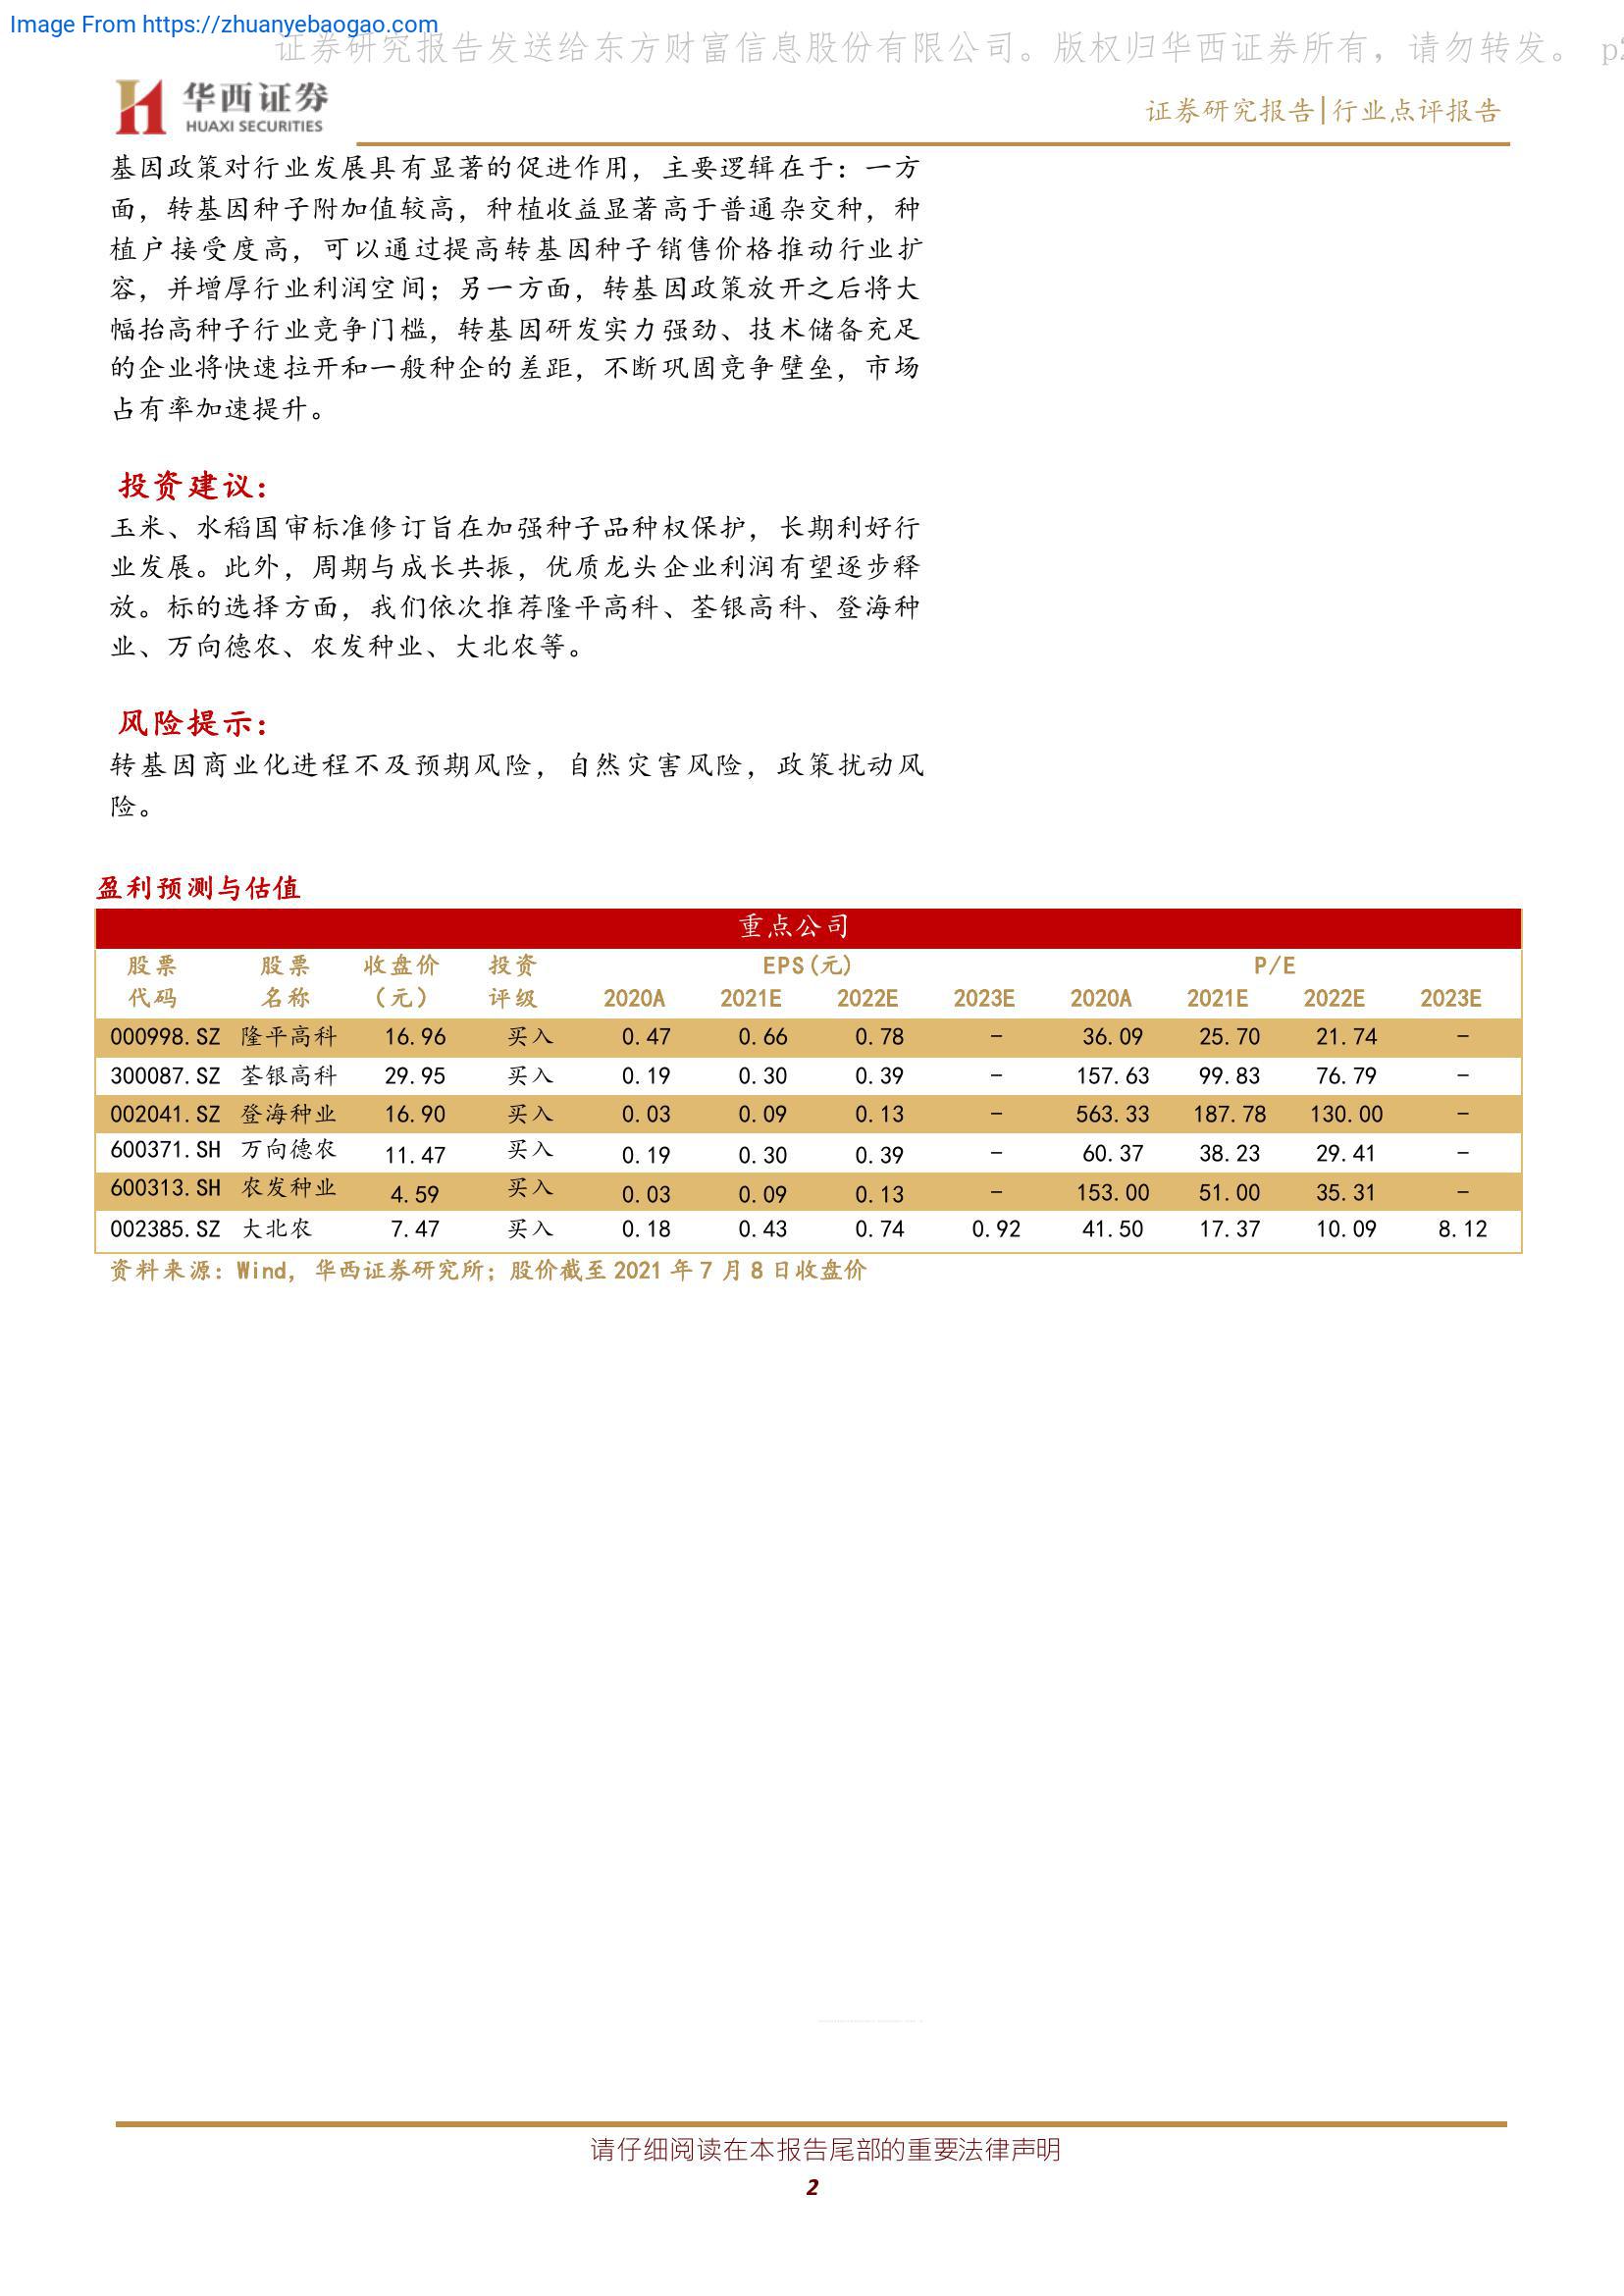 Image From https://zhuanyebaogao.com
证券研究报告发送给东方财富信息股份有限公司。版权归华西证券所有，请勿转发。 p2
华西证券
HUAXI SECURITIES
证券研究报告|行业点评报告
基因政策对行业发展具有显著的促进作用，主要逻辑在于：一方
面，转基因种子附加值较高，种植收益显著高于普通杂交种，种
植户接受度高，可以通过提高转基因种子销售价格推动行业扩
容，并增厚行业利润空间；另一方面，转基因政策放开之后将大
幅抬高种子行业竞争门槛，转基因研发实力强劲、技术储备充足
的企业将快速拉开和一般种企的差距，不断巩固竞争壁垒，市场
占有率加速提升。
投资建议：
玉米、水稻国审标准修订旨在加强种子品种权保护，长期利好行
业发展。此外，周期与成长共振，优质龙头企业利润有望逐步释
放。标的选择方面，我们依次推荐隆平高科、荃银高科、登海种
业、万向德农、农发种业、大北农等。
风险提示：
转基因商业化进程不及预期风险，自然灾害风险，政策扰动风
险。
盈利预测与估值
重点公司
股票 股票 收盘价 投资 EPS(元) P/E
代码 名称 （元） 评级 2020A 2021E 2022E 2023E 2020A 2021E 2022E 2023E
000998.SZ 隆平高科 16.96 买入 0.47 0.66 0.78 - 36.09 25.70 21.74 -
300087.SZ 荃银高科 29.95 买入 0.19 0.30 0.39 - 157.63 99.83 76.79 -
002041.SZ 登海种业 16.90 买入 0.03 0.09 0.13 - 563.33 187.78 130.00 -
600371.SH 万向德农 11.47 买入 0.19 0.30 0.39 - 60.37 38.23 29.41 -
600313.SH 农发种业 4.59 买入 0.03 0.09 0.13 - 153.00 51.00 35.31 -
002385.SZ 大北农 7.47 买入 0.18 0.43 0.74 0.92 41.50 17.37 10.09 8.12
资料来源：Wind，华西证券研究所；股价截至 2021 年 7 月 8 日收盘价
请仔细阅读在本报告尾部的重要法律声明
2